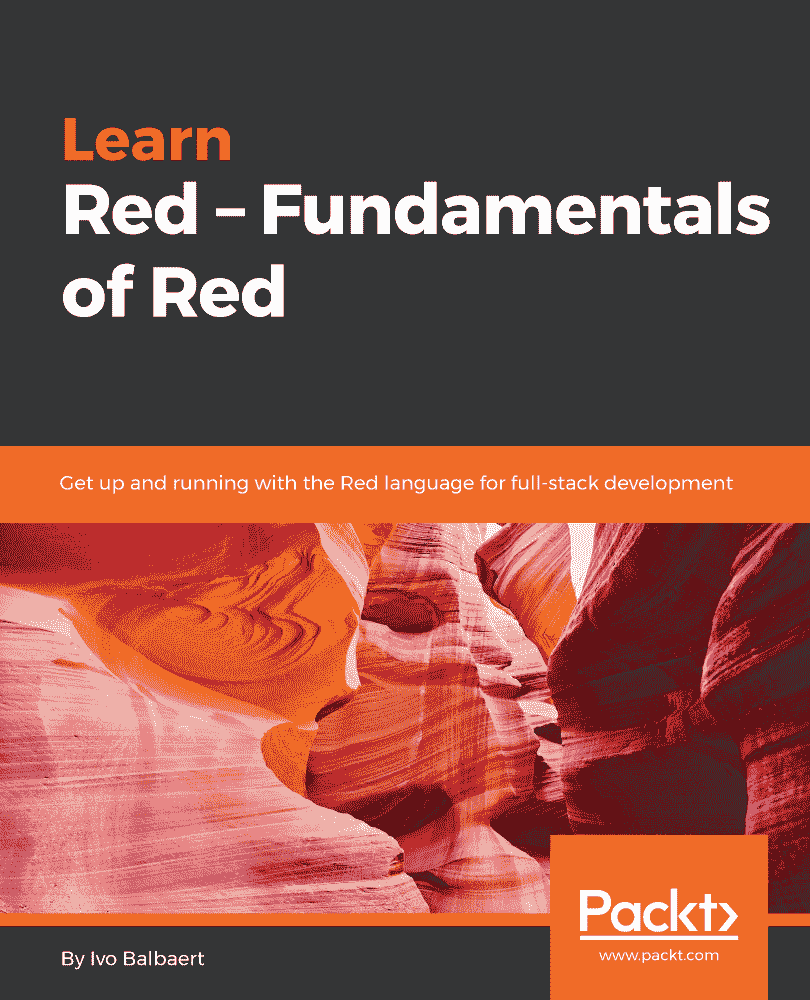 Learn
Red – Fundamentals
of Red
Get up and running with the Red language for full-stack development
Packt>
www.packt.com
By Ivo Balbaert